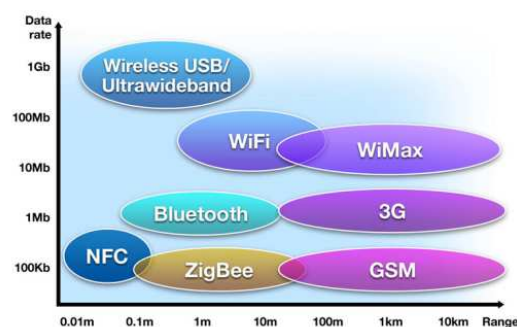 Data
rate
1Gb
Wireless USB/
Ultrawideband
100Mb
WiFi
WiMax
10Mb
1Mb
Bluetooth
3G
NFC
100Kb
ZigBee
GSM
0.01m 0.1m 1m 10m 100m 1km 10km Range